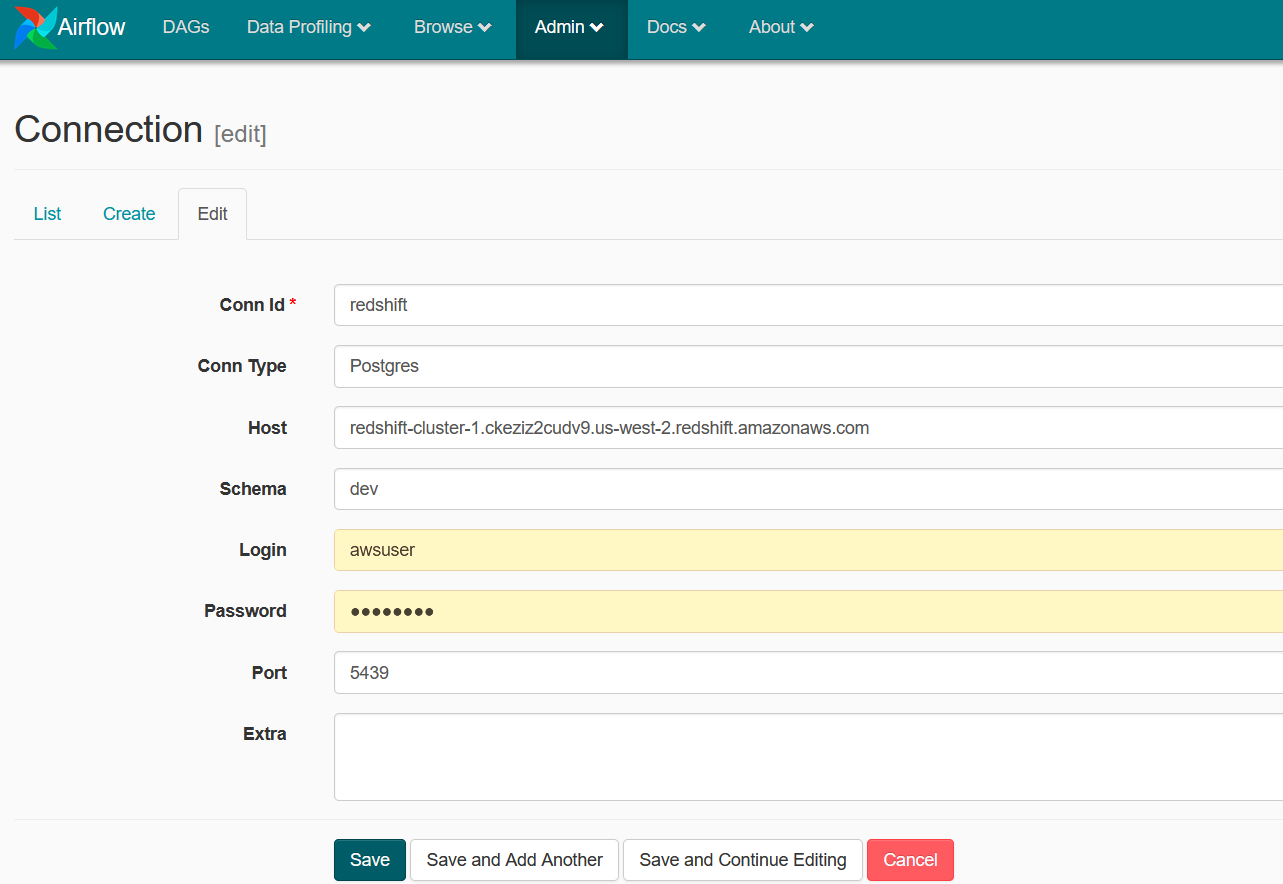 Airflow DAGs Data Profiling Browse Admin Docs About
Connection [edit]
List Create Edit
Conn Id * redshift
Conn Type Postgres
Host redshift-cluster-1.ckeziz2cudv9.us-west-2.redshift.amazonaws.com
Schema dev
Login awsuser
Password ●●●●●●●●
Port 5439
Extra
Save Save and Add Another Save and Continue Editing Cancel